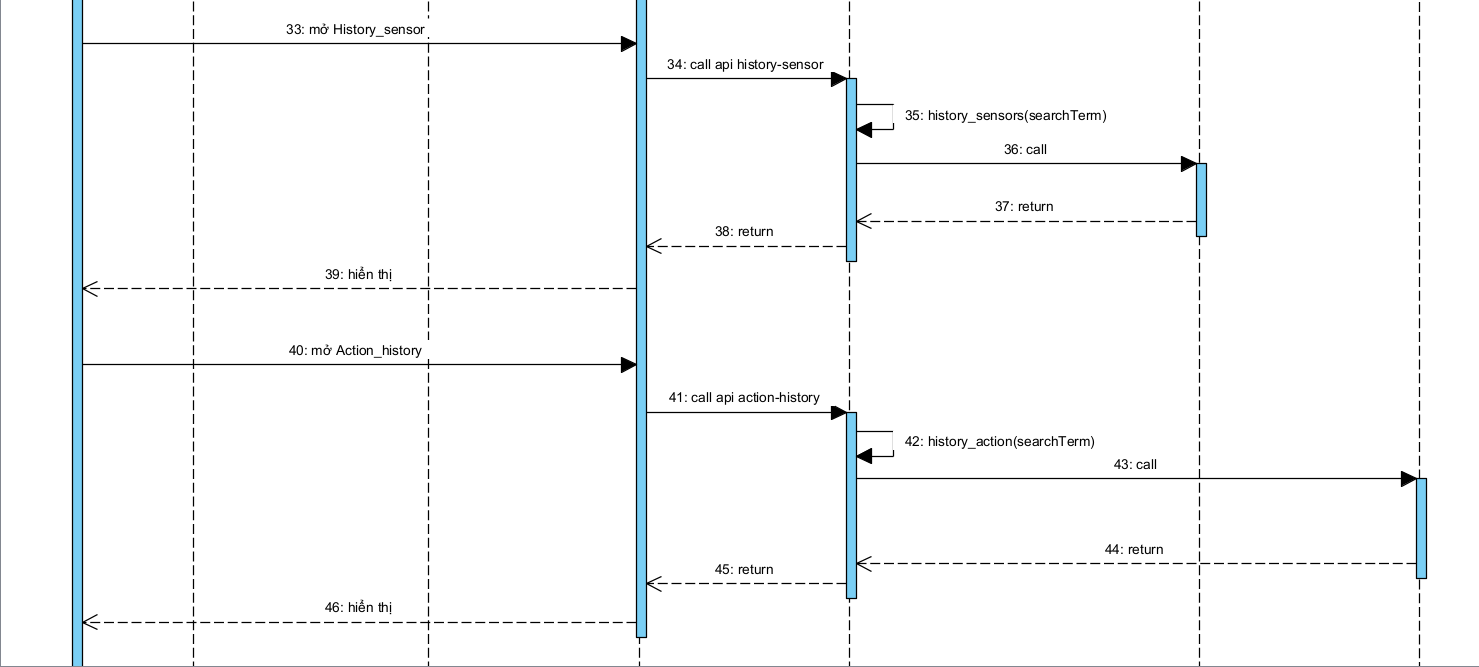 33: mở History_sensor
34: call api history-sensor
35: history_sensors(searchTerm)
36: call
37: return
38: return
39: hiển thị
40: mở Action_history
41: call api action-history
42: history_action(searchTerm)
43: call
44: return
45: return
46: hiển thị